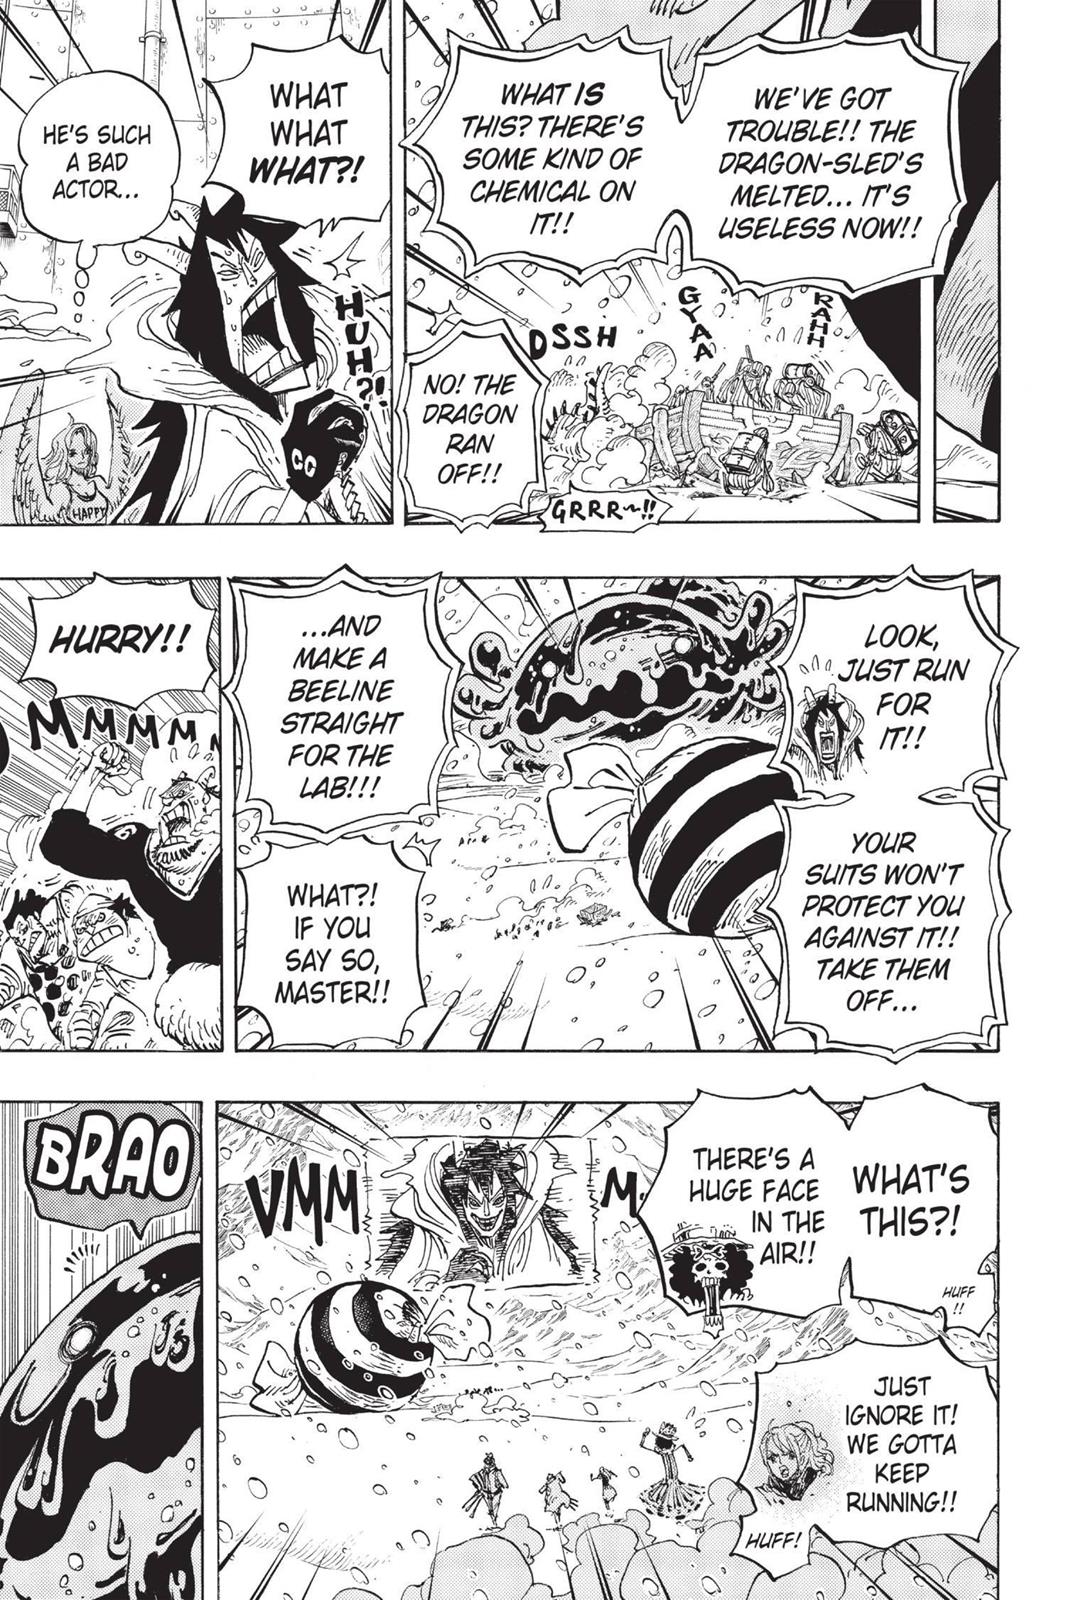 WE'VE GOT
TROUBLE!! THE
DRAGON-SLED'S
MELTED... IT'S
USELESS NOW!!
WHAT IS
THIS? THERE'S
SOME KIND OF
CHEMICAL ON
IT!!
RAHH
GYAA
DSSH
NO! THE
DRAGON
RAN
OFF!!
GRRR~!!
WHAT
WHAT
WHAT?!
HUH?!
HE'S SUCH
A BAD
ACTOR...
CC
HAPPY
LOOK,
JUST RUN
FOR
IT!!
YOUR
SUITS WON'T
PROTECT YOU
AGAINST IT!!
TAKE THEM
OFF...
...AND
MAKE A
BEELINE
STRAIGHT
FOR THE
LAB!!!
WHAT?!
IF YOU
SAY SO,
MASTER!!
HURRY!!
MMMMM
WHAT'S
THIS?!
THERE'S A
HUGE FACE
IN THE
AIR!!
HUFF
!!
JUST
IGNORE IT!
WE GOTTA
KEEP
RUNNING!!
HUFF!
M
VMM
BRAO